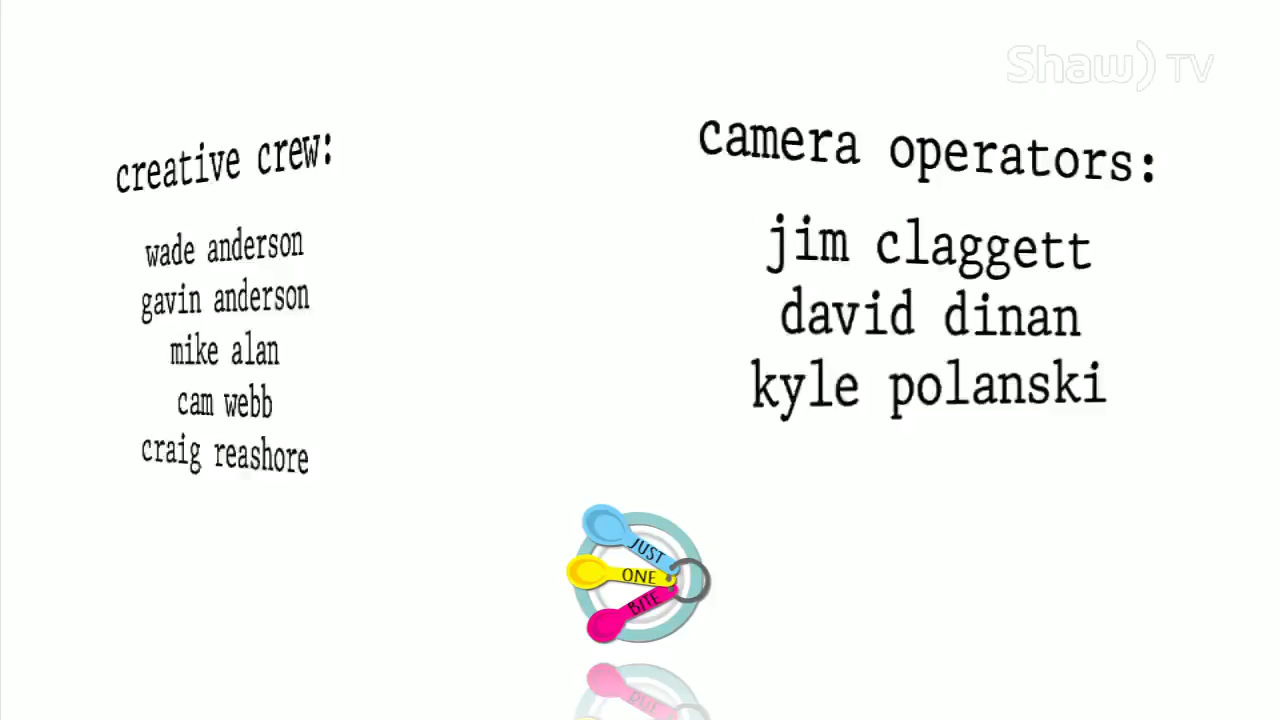 Shaw) TV
creative crew:
wade anderson
gavin anderson
mike alan
cam webb
craig reashore
camera operators:
jim claggett
david dinan
kyle polanski
JUST
ONE
BITE